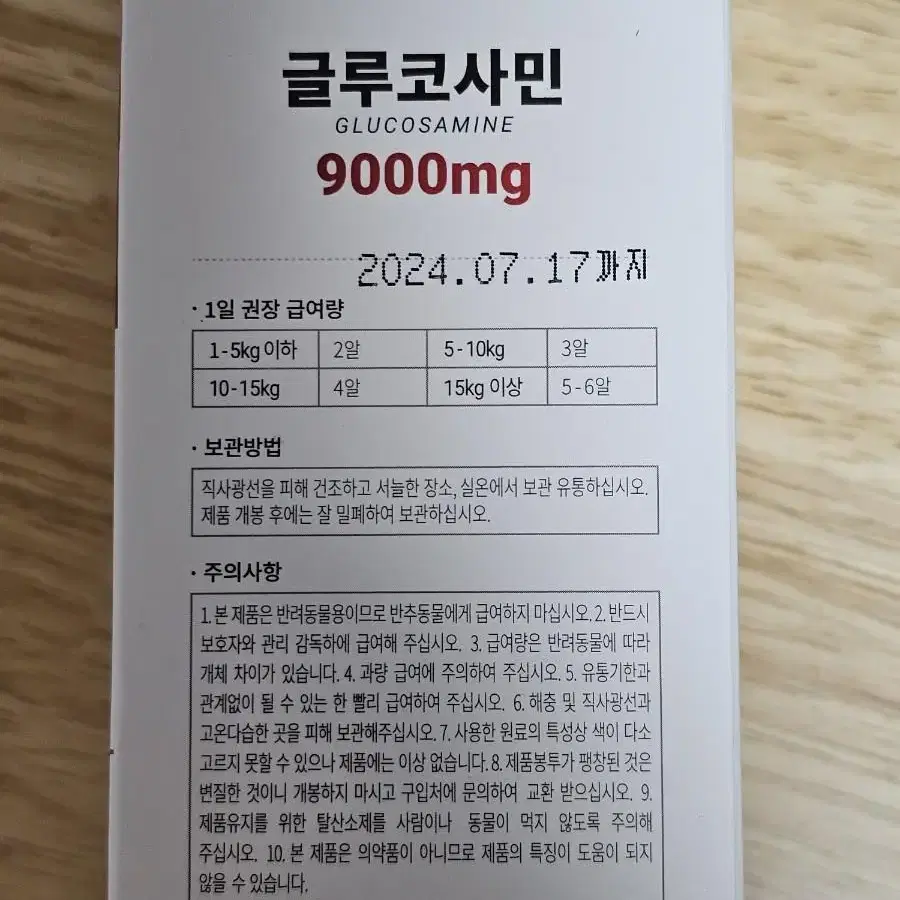 글루코사민
GLUCOSAMINE
9000mg
2024.07.17까지
· 1일 권장 급여량
1-5kg 이하 2알 5-10kg 3알
10-15kg 4알 15kg 이상 5-6알
· 보관방법
직사광선을 피해 건조하고 서늘한 장소, 실온에서 보관 유통하십시오.
제품 개봉 후에는 잘 밀폐하여 보관하십시오.
· 주의사항
1. 본 제품은 반려동물용이므로 반추동물에게 급여하지 마십시오. 2. 반드시
보호자와 관리 감독하에 급여해 주십시오. 3. 급여량은 반려동물에 따라
개체 차이가 있습니다. 4. 과량 급여에 주의하여 주십시오. 5. 유통기한과
관계없이 될 수 있는 한 빨리 급여하여 주십시오. 6. 해충 및 직사광선과
고온다습한 곳을 피해 보관해주십시오. 7. 사용한 원료의 특성상 색이 다소
고르지 못할 수 있으나 제품에는 이상 없습니다. 8. 제품봉투가 팽창된 것은
변질한 것이니 개봉하지 마시고 구입처에 문의하여 교환 받으십시오. 9.
제품유지를 위한 탈산소제를 사람이나 동물이 먹지 않도록 주의해
주십시오. 10. 본 제품은 의약품이 아니므로 제품의 특징이 도움이 되지
않을 수 있습니다.